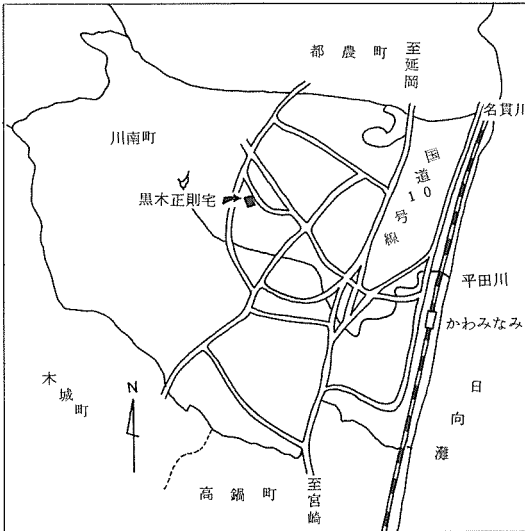 都農町
至延岡
名貫川
川南町
国道10号線
黒木正則宅
平田川
かわみなみ
木城町
N
日向灘
高鍋町
至宮崎